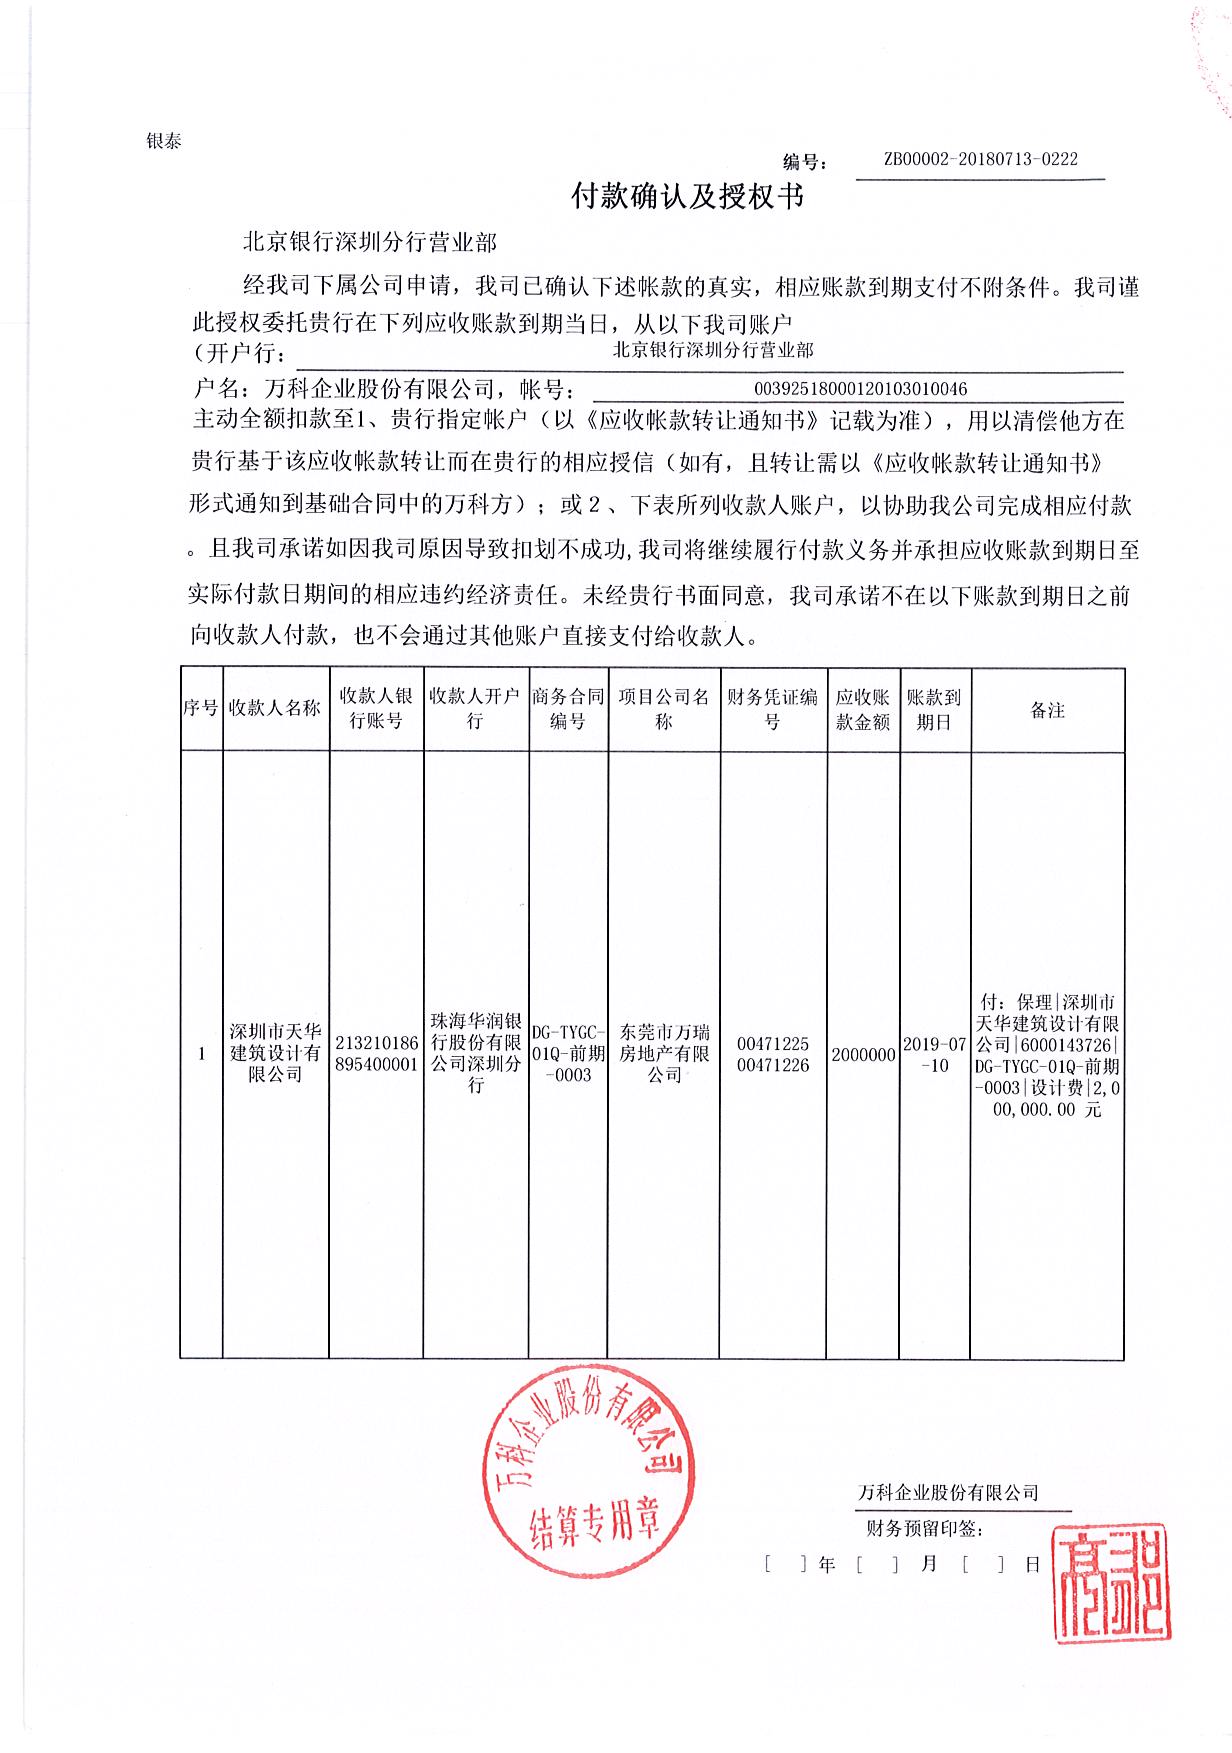 银泰
编号： ZB00002-20180713-0222
付款确认及授权书
北京银行深圳分行营业部
经我司下属公司申请，我司已确认下述帐款的真实，相应账款到期支付不附条件。我司谨
此授权委托贵行在下列应收账款到期当日，从以下我司账户
（开户行： 北京银行深圳分行营业部
户名：万科企业股份有限公司，帐号： 00392518000120103010046
主动全额扣款至1、贵行指定帐户（以《应收帐款转让通知书》记载为准），用以清偿他方在
贵行基于该应收帐款转让而在贵行的相应授信（如有，且转让需以《应收帐款转让通知书》
形式通知到基础合同中的万科方）；或２、下表所列收款人账户，以协助我公司完成相应付款
。且我司承诺如因我司原因导致扣划不成功,我司将继续履行付款义务并承担应收账款到期日至
实际付款日期间的相应违约经济责任。未经贵行书面同意，我司承诺不在以下账款到期日之前
向收款人付款，也不会通过其他账户直接支付给收款人。
序号
收款人名称
收款人银
行账号
收款人开户
行
商务合同
编号
项目公司名
称
财务凭证编
号
应收账
款金额
账款到
期日
备注
1
深圳市天华
建筑设计有
限公司
213210186
895400001
珠海华润银
行股份有限
公司深圳分
行
DG-TYGC-
01Q-前期
-0003
东莞市万瑞
房地产有限
公司
00471225
00471226
2000000
2019-07
-10
付：保理|深圳市
天华建筑设计有限
公司|6000143726|
DG-TYGC-01Q-前期
-0003|设计费|2,0
00,000.00 元
万科企业股份有限公司
结算专用章
万科企业股份有限公司
财务预留印签：
[ ]年 [ ] 月 [ ] 日